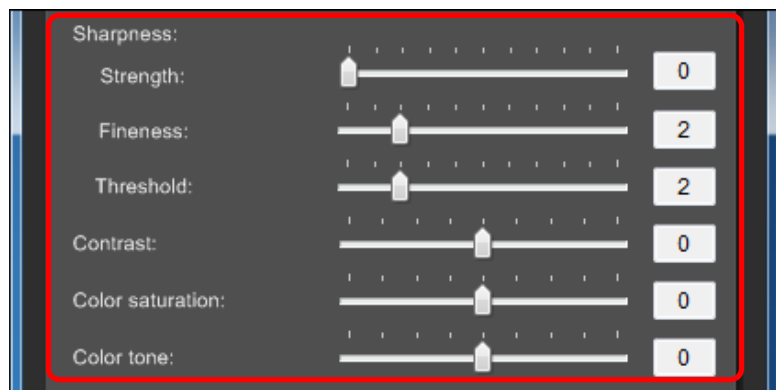 Sharpness:
Strength: 0
Fineness: 2
Threshold: 2
Contrast: 0
Color saturation: 0
Color tone: 0